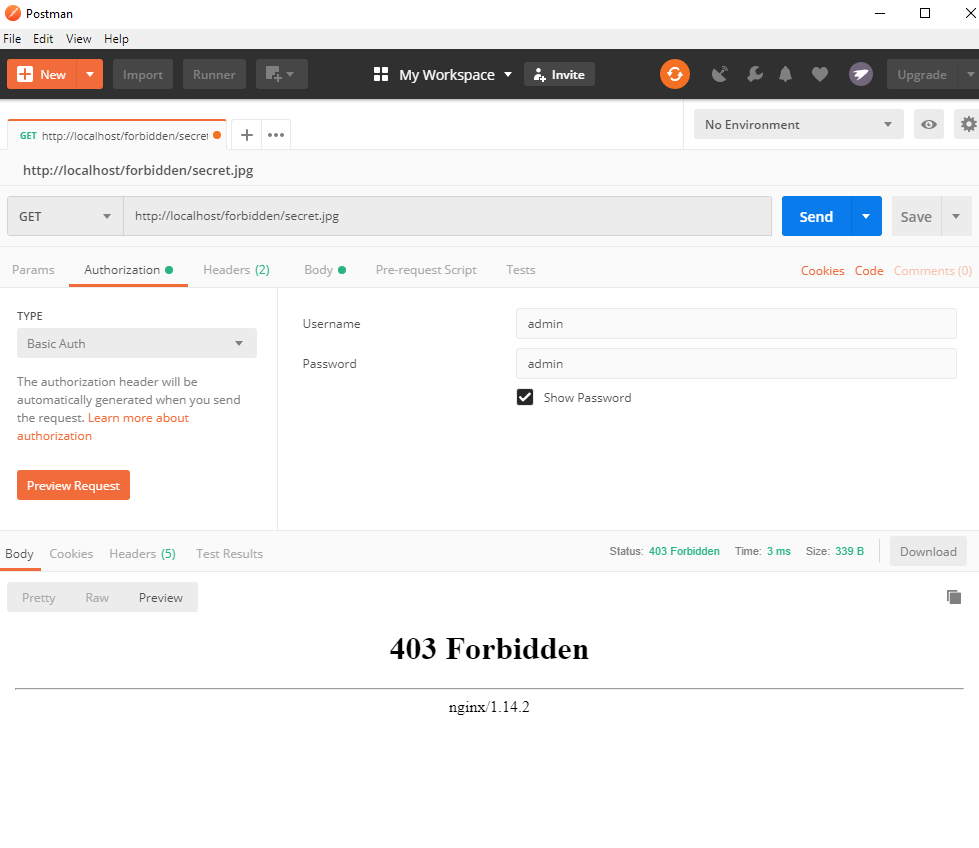 Postman
File Edit View Help
New Import Runner My Workspace Invite Upgrade
GET http://localhost/forbidden/secret No Environment
http://localhost/forbidden/secret.jpg
GET http://localhost/forbidden/secret.jpg Send Save
Params Authorization Headers (2) Body Pre-request Script Tests Cookies Code Comments (0)
TYPE
Basic Auth
The authorization header will be
automatically generated when you send
the request. Learn more about
authorization
Preview Request
Username admin
Password admin
Show Password
Body Cookies Headers (5) Test Results Status: 403 Forbidden Time: 3 ms Size: 339 B Download
Pretty Raw Preview
403 Forbidden
nginx/1.14.2